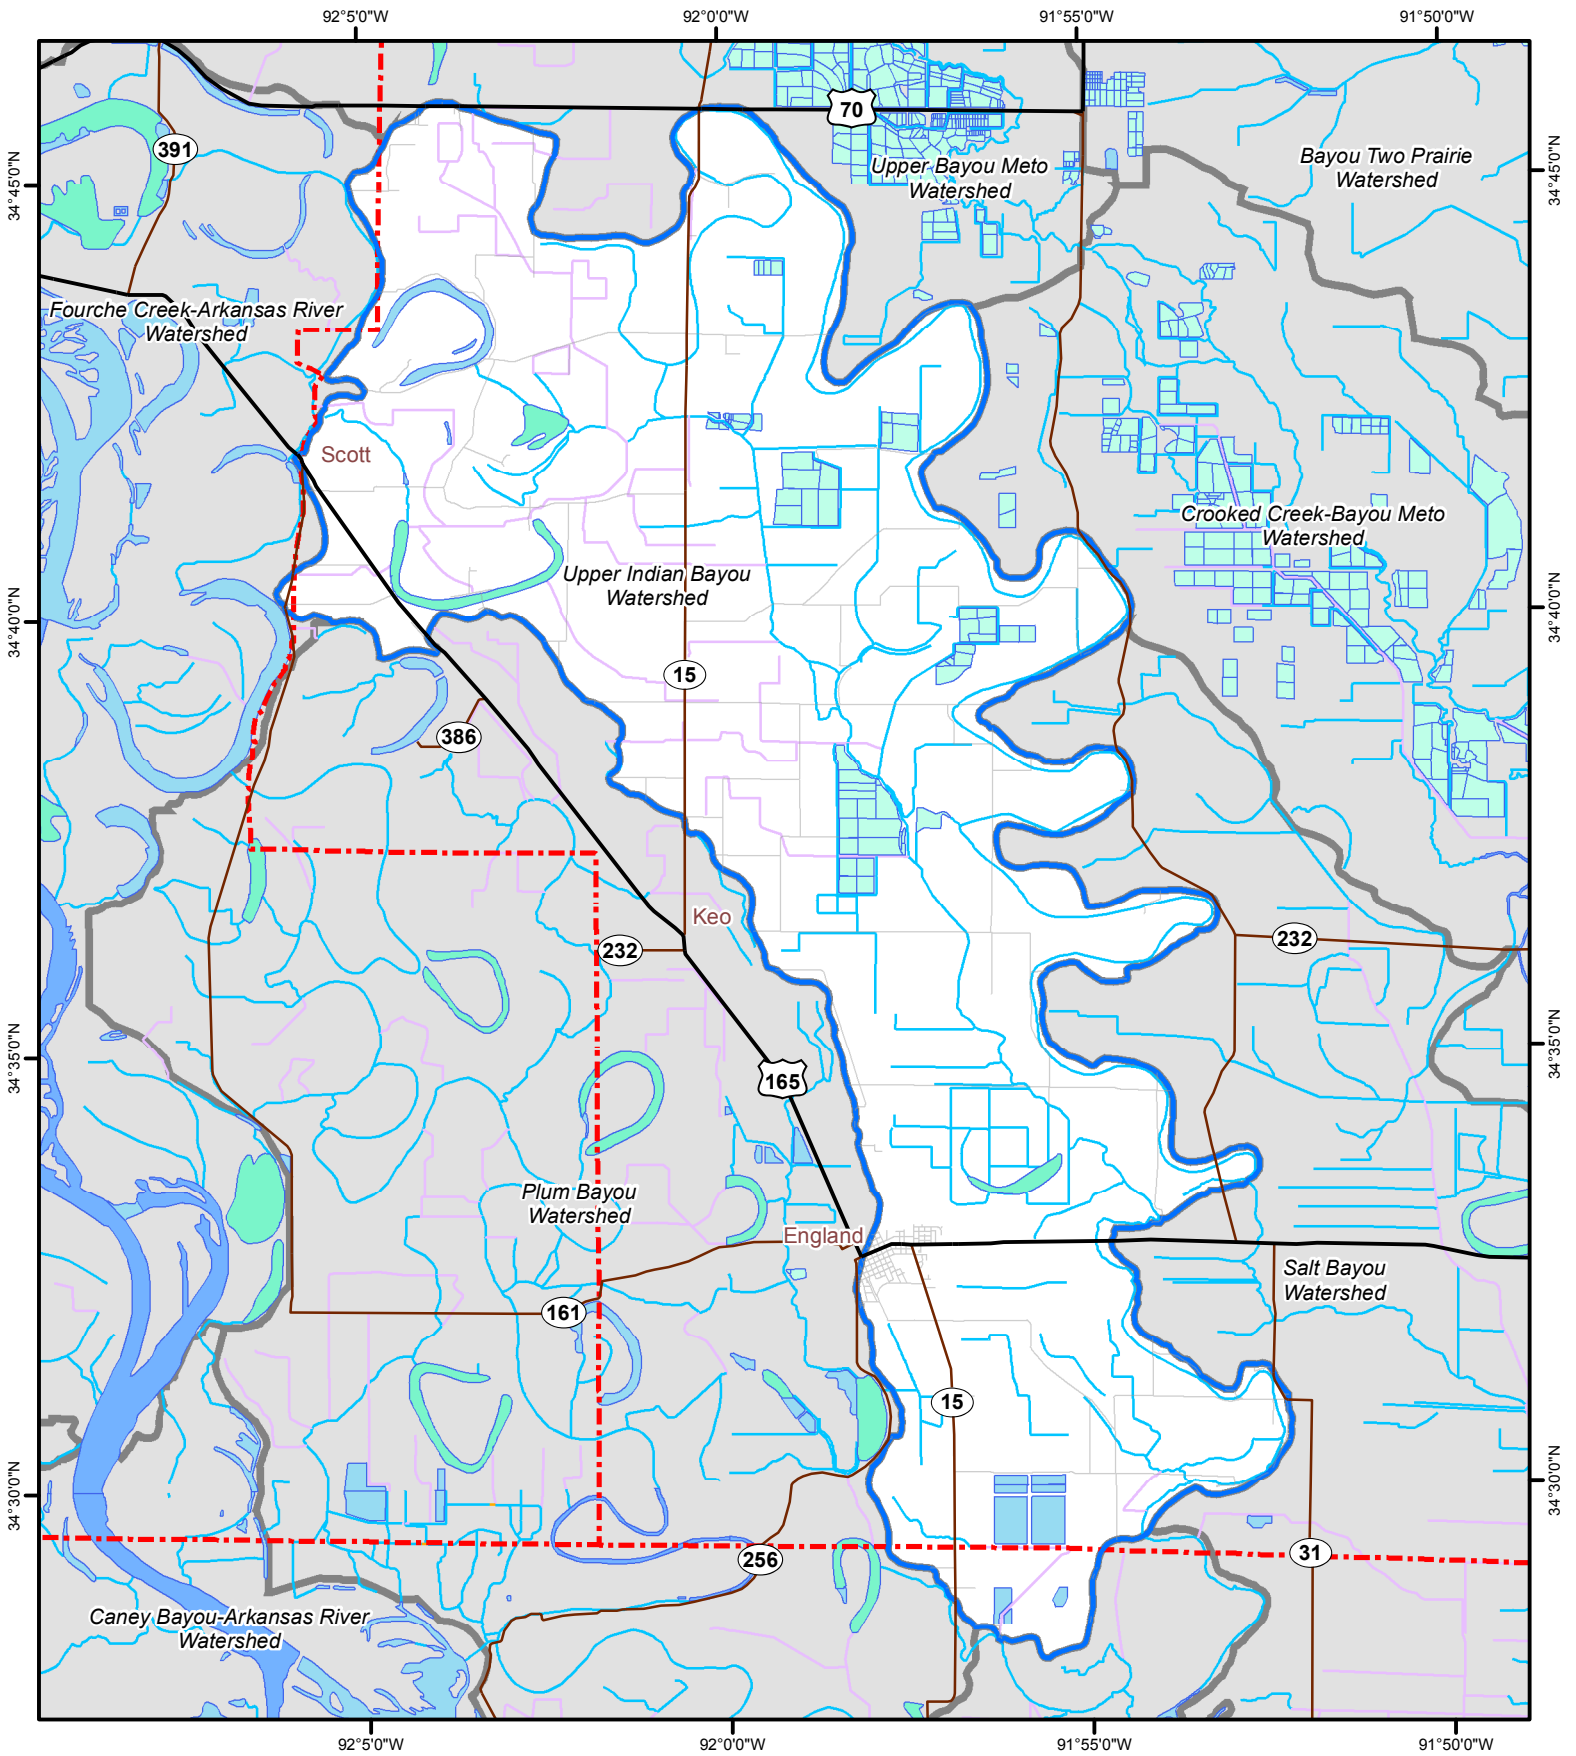 92°5'0"W
92°0'0"W
91°55'0"W
91°50'0"W
70
391
Upper Bayou Meto
Watershed
Bayou Two Prairie
Watershed
34°45'0"N
34°45'0"N
Fourche Creek-Arkansas River
Watershed
Scott
Crooked Creek-Bayou Meto
Watershed
Upper Indian Bayou
Watershed
34°40'0"N
34°40'0"N
15
386
Keo
232
232
34°35'0"N
34°35'0"N
165
Plum Bayou
Watershed
England
Salt Bayou
Watershed
161
15
34°30'0"N
34°30'0"N
256
31
Caney Bayou-Arkansas River
Watershed
92°5'0"W
92°0'0"W
91°55'0"W
91°50'0"W